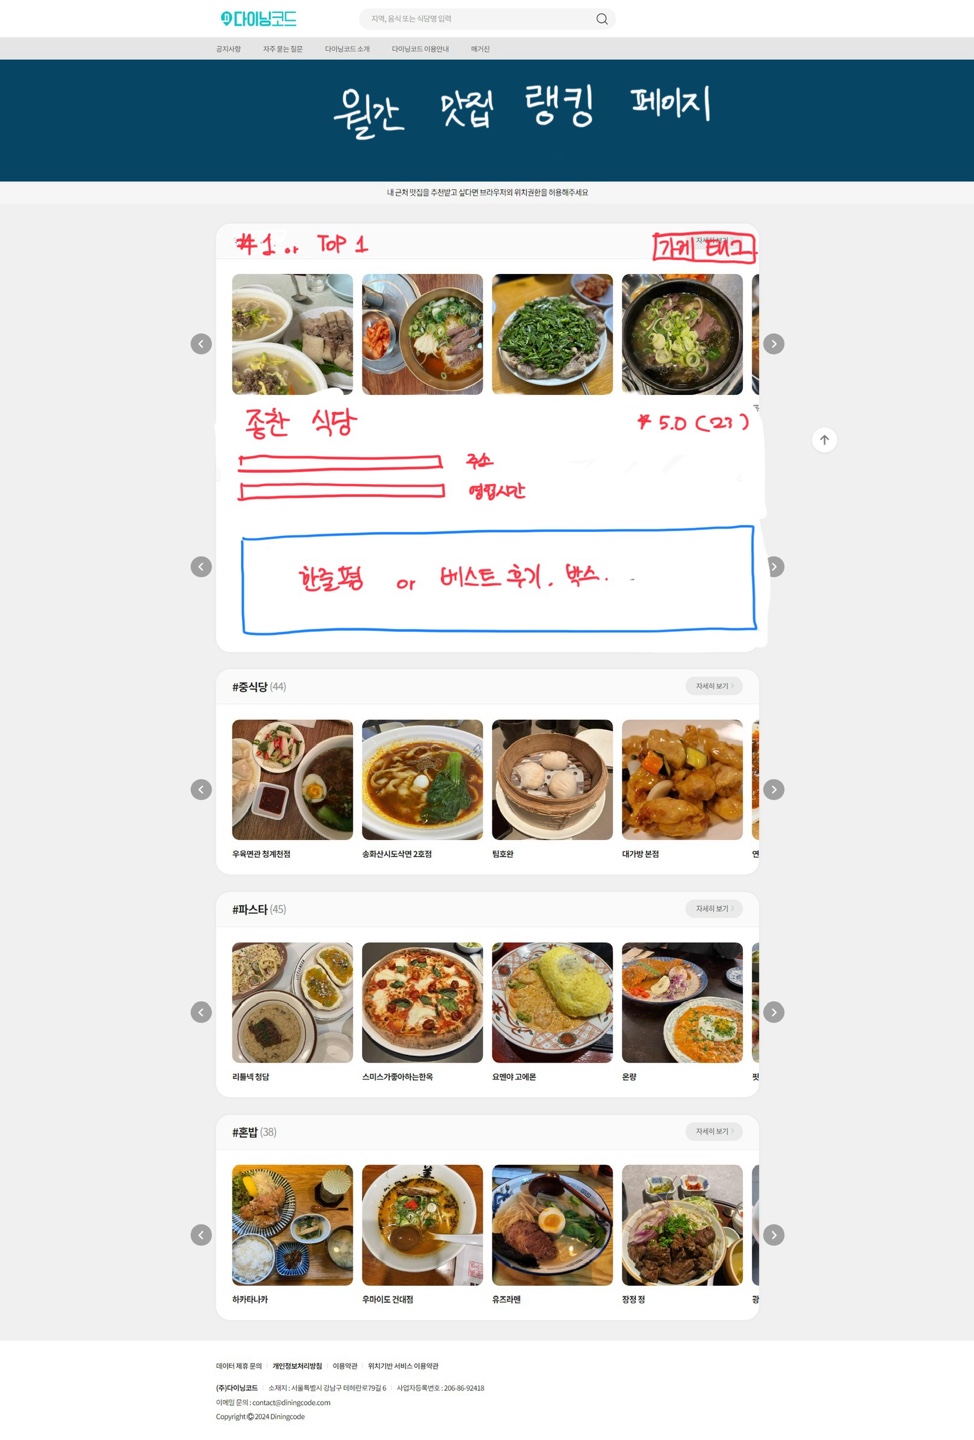 다이닝코드
지역, 음식 또는 식당명 입력
공지사항 자주 묻는 질문 다이닝코드 소개 다이닝코드 이용안내 매거진
월간 맛집 랭킹 페이지
내 근처 맛집을 추천받고 싶다면 브라우저의 위치권한을 허용해주세요
#1 or TOP 1 가게 태그
종찬 식당 * 5.0 (23)
주소
영업시간
한줄평 or 베스트 후기. 박스. . -
#중식당 (44) 자세히 보기 >
우육면관 청계천점 송화산시도삭면 2호점 팀호완 대가방 본점 연
#파스타 (45) 자세히 보기 >
리틀넥 청담 스미스가좋아하는한옥 요멘야 고에몬 온량 핏
#혼밥 (38) 자세히 보기 >
하카타나카 우마이도 건대점 유즈라멘 장정 정 광
데이터 제휴 문의 개인정보처리방침 이용약관 위치기반 서비스 이용약관
(주)다이닝코드 소재지 : 서울특별시 강남구 테헤란로79길 6 사업자등록번호 : 206-86-92418
이메일 문의 : contact@diningcode.com
Copyright © 2024 Diningcode